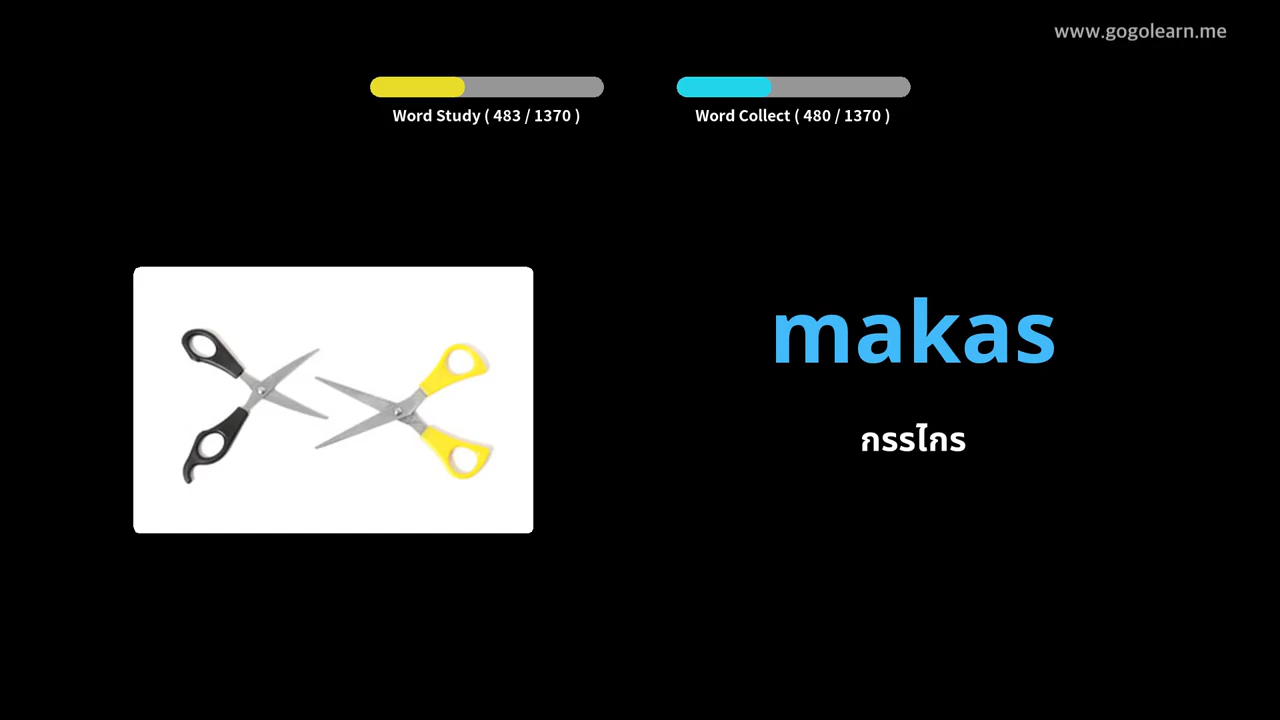 www.gogolearn.me
Word Study ( 483 / 1370 )
Word Collect ( 480 / 1370 )
makas
กรรไกร